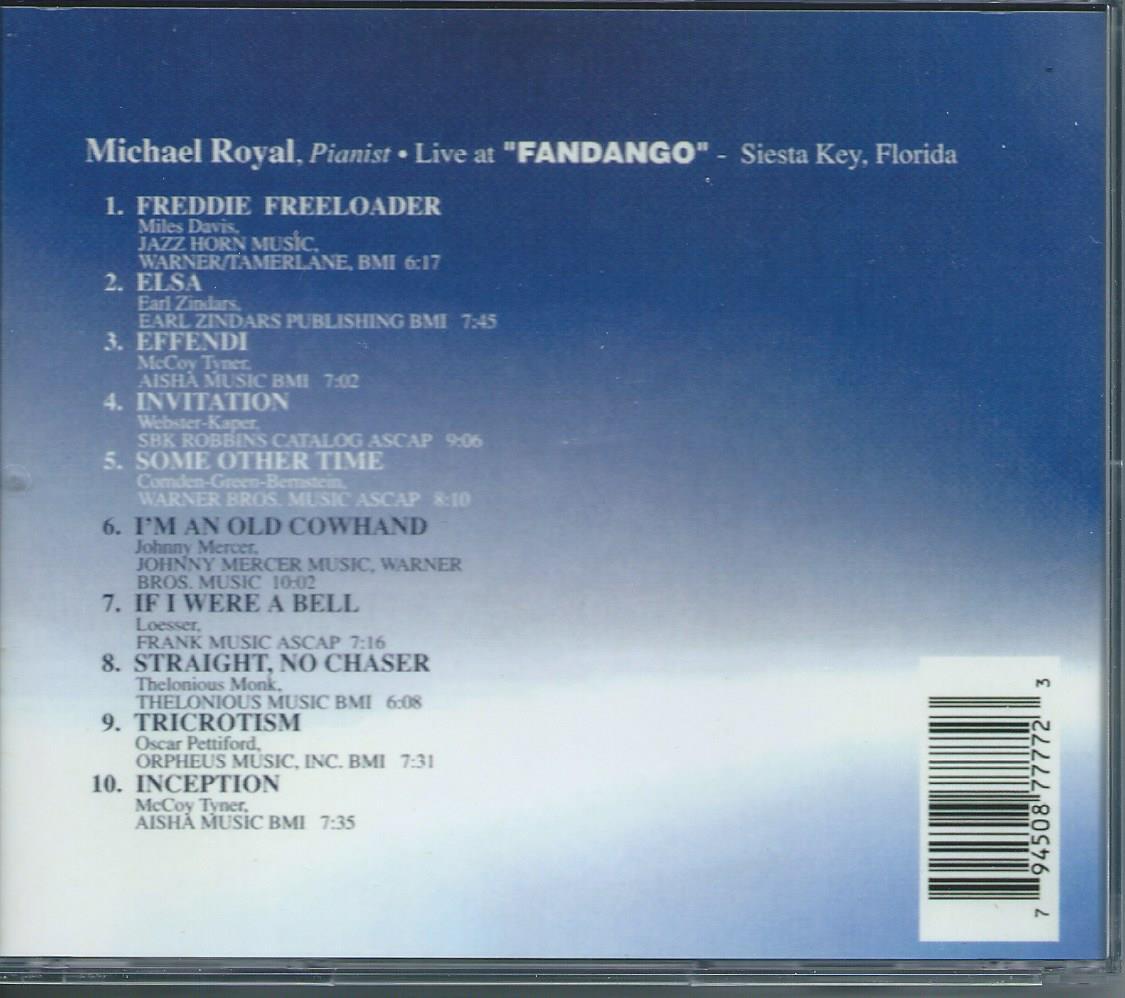 Michael Royal, Pianist • Live at "FANDANGO" - Siesta Key, Florida
1. FREDDIE FREELOADER
Miles Davis,
JAZZ HORN MUSIC,
WARNER/TAMERLANE, BMI 6:17
2. ELSA
Earl Zindars,
EARL ZINDARS PUBLISHING BMI 7:45
3. EFFENDI
McCoy Tyner,
AISHA MUSIC BMI 7:02
4. INVITATION
Webster-Kaper,
SBK ROBBINS CATALOG ASCAP 9:06
5. SOME OTHER TIME
Comden-Green-Bernstein,
WARNER BROS. MUSIC ASCAP 8:10
6. I'M AN OLD COWHAND
Johnny Mercer,
JOHNNY MERCER MUSIC, WARNER
BROS. MUSIC 10:02
7. IF I WERE A BELL
Loesser,
FRANK MUSIC ASCAP 7:16
8. STRAIGHT, NO CHASER
Thelonious Monk,
THELONIOUS MUSIC BMI 6:08
9. TRICROTISM
Oscar Pettiford,
ORPHEUS MUSIC, INC. BMI 7:31
10. INCEPTION
McCoy Tyner,
AISHA MUSIC BMI 7:35
7 94508 77772 3